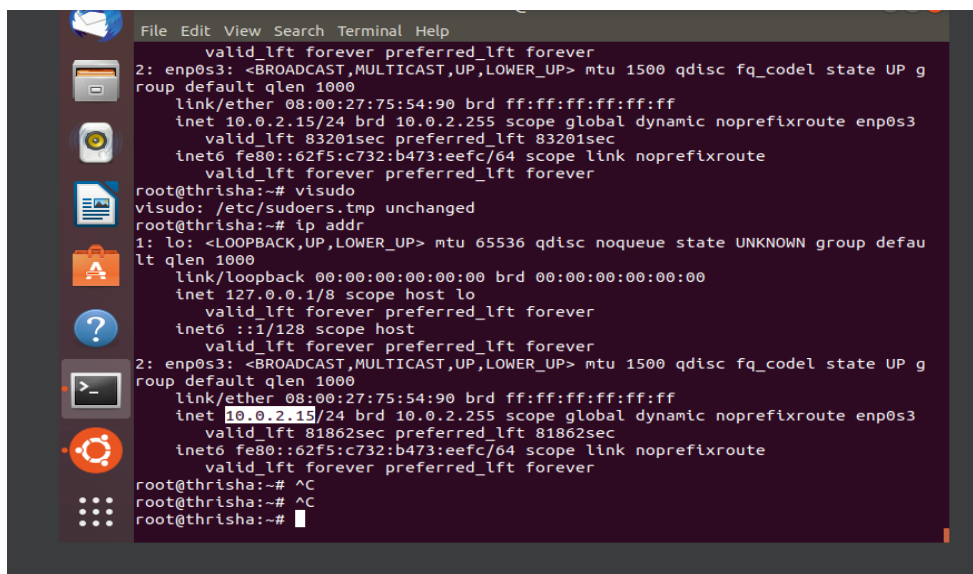 File Edit View Search Terminal Help
valid_lft forever preferred_lft forever
2: enp0s3: <BROADCAST,MULTICAST,UP,LOWER_UP> mtu 1500 qdisc fq_codel state UP g
roup default qlen 1000
link/ether 08:00:27:75:54:90 brd ff:ff:ff:ff:ff:ff
inet 10.0.2.15/24 brd 10.0.2.255 scope global dynamic noprefixroute enp0s3
valid_lft 83201sec preferred_lft 83201sec
inet6 fe80::62f5:c732:b473:eefc/64 scope link noprefixroute
valid_lft forever preferred_lft forever
root@thrisha:~# visudo
visudo: /etc/sudoers.tmp unchanged
root@thrisha:~# ip addr
1: lo: <LOOPBACK,UP,LOWER_UP> mtu 65536 qdisc noqueue state UNKNOWN group defau
lt qlen 1000
link/loopback 00:00:00:00:00:00 brd 00:00:00:00:00:00
inet 127.0.0.1/8 scope host lo
valid_lft forever preferred_lft forever
inet6 ::1/128 scope host
valid_lft forever preferred_lft forever
2: enp0s3: <BROADCAST,MULTICAST,UP,LOWER_UP> mtu 1500 qdisc fq_codel state UP g
roup default qlen 1000
link/ether 08:00:27:75:54:90 brd ff:ff:ff:ff:ff:ff
inet 10.0.2.15/24 brd 10.0.2.255 scope global dynamic noprefixroute enp0s3
valid_lft 81862sec preferred_lft 81862sec
inet6 fe80::62f5:c732:b473:eefc/64 scope link noprefixroute
valid_lft forever preferred_lft forever
root@thrisha:~# ^C
root@thrisha:~# ^C
root@thrisha:~#